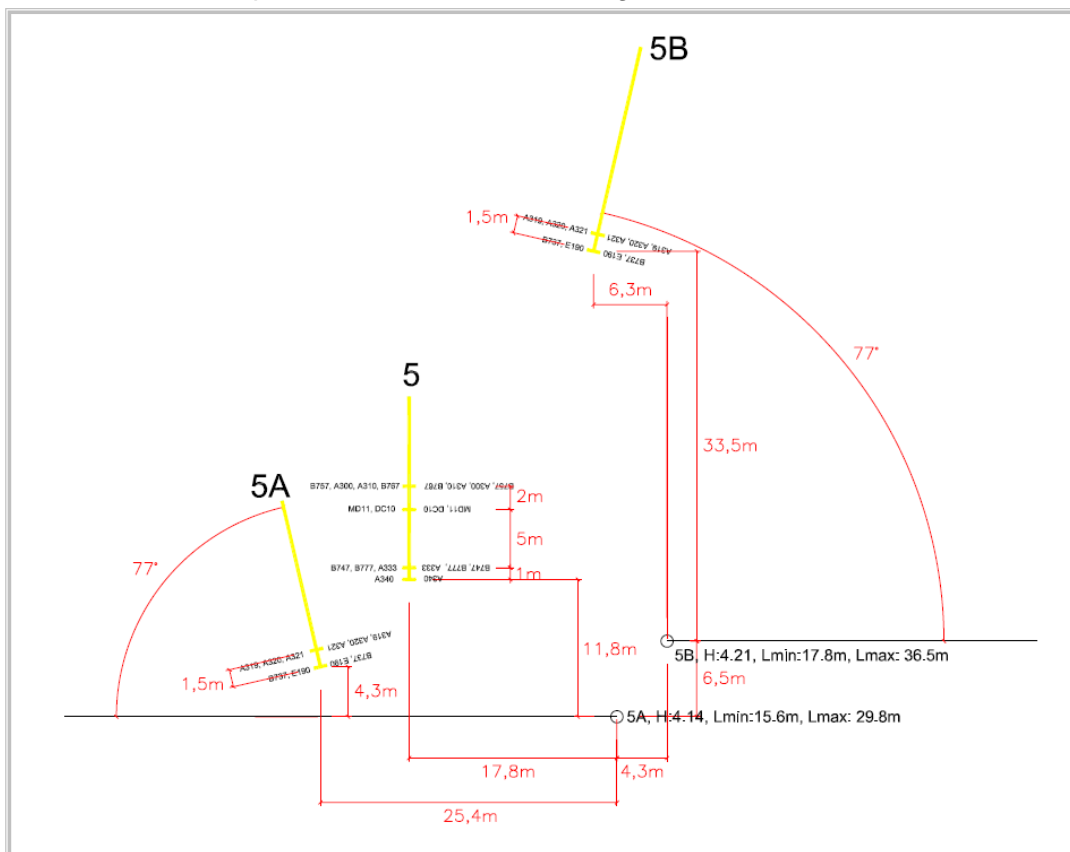 5B
1,5m
A319, A320, A321
A319, A320, A321
B737, E190
B737, E190
6,3m
77°
5
33,5m
B757, A300, A310, B767
B757, A300, A310, B767
2m
5A
MD11, DC10
MD11, DC10
5m
77°
B747, B777, A333
B747, B777, A333
1m
A340
A340
A319, A320, A321
A319, A320, A321
B737, E190
B737, E190
1,5m
4,3m
11,8m
5B, H:4.21, Lmin:17.8m, Lmax: 36.5m
6,5m
5A, H:4.14, Lmin:15.6m, Lmax: 29.8m
17,8m
4,3m
25,4m